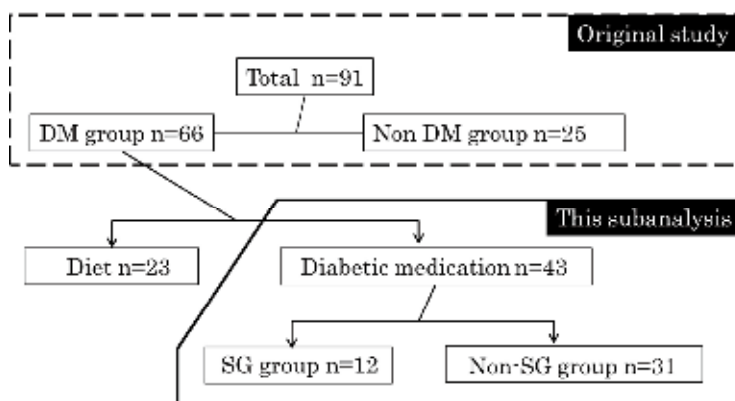 Original study
Total n=91
DM group n=66
Non DM group n=25
This subanalysis
Diet n=23
Diabetic medication n=43
SG group n=12
Non-SG group n=31